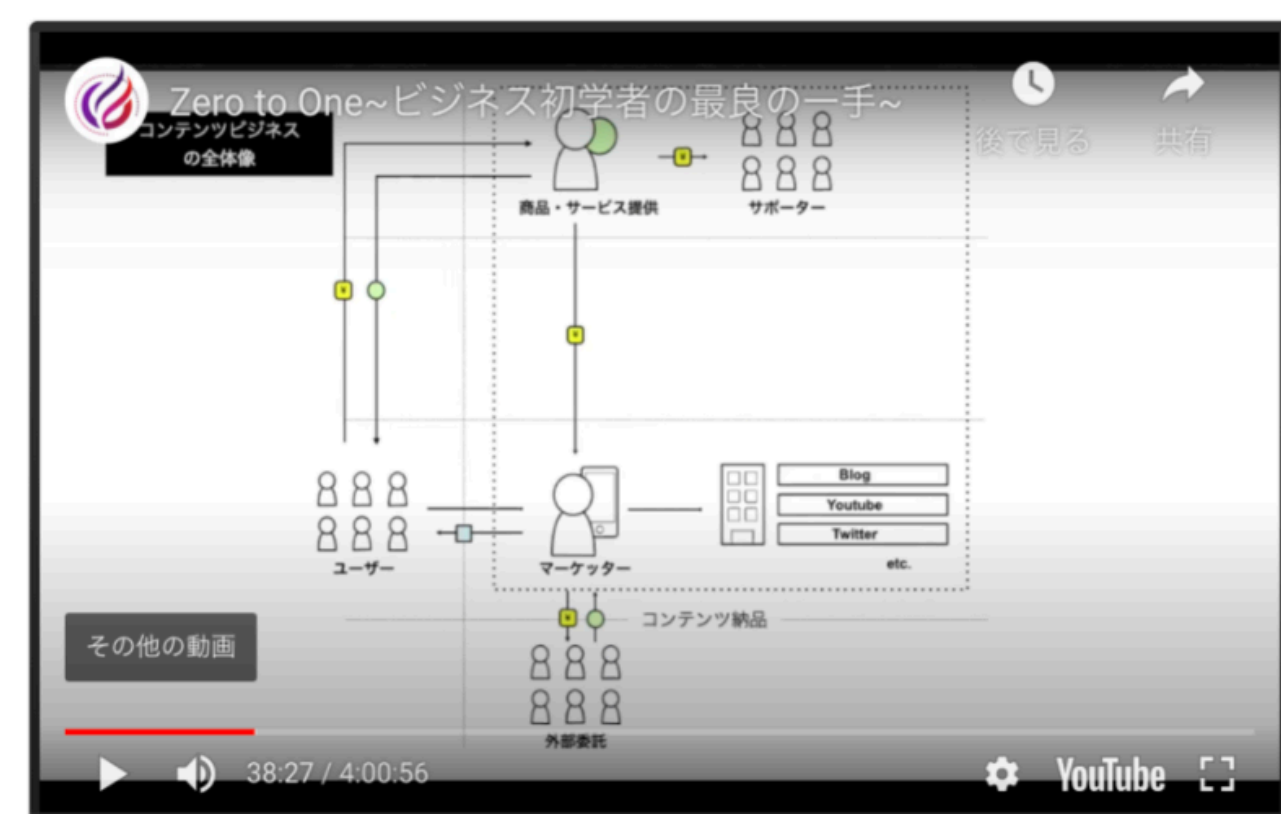 Zero to One~ビジネス初学者の最良の一手~
コンテンツビジネス
の全体像
後で見る
共有
商品・サービス提供
サポーター
¥
¥
¥
Blog
Youtube
Twitter
etc.
ユーザー
マーケッター
¥
コンテンツ納品
その他の動画
外部委託
38:27 / 4:00:56
YouTube